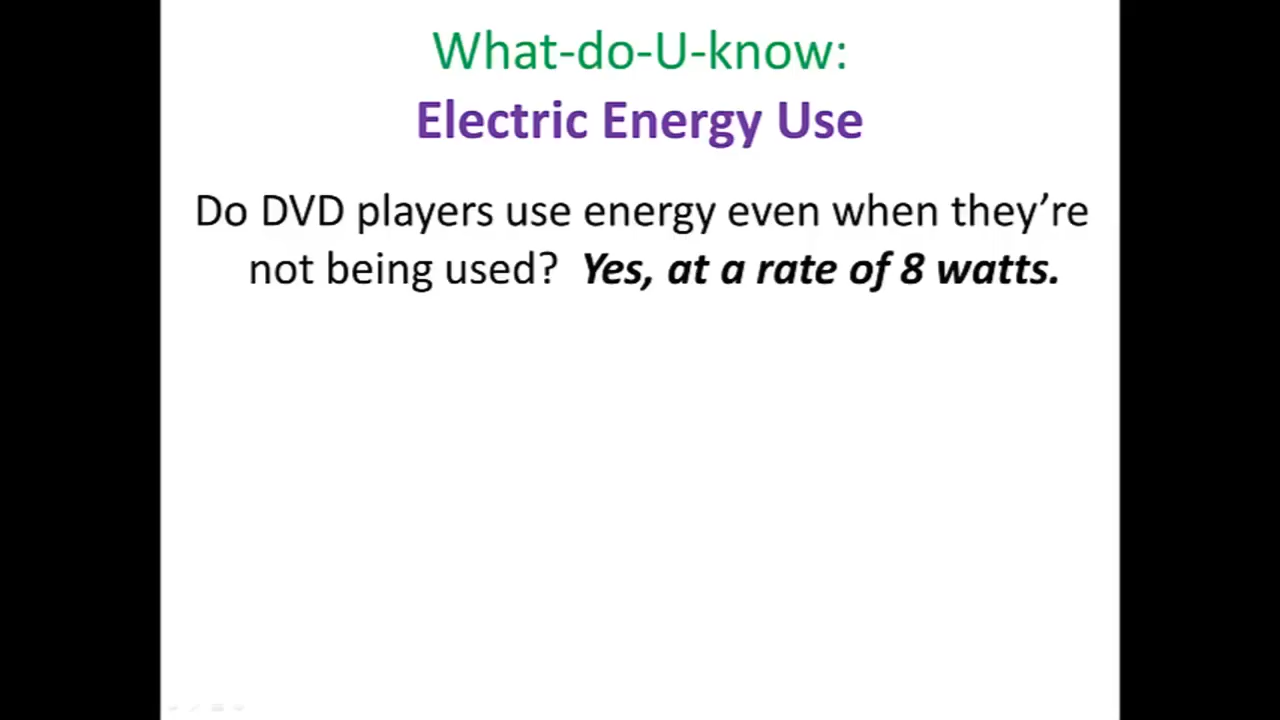 What-do-U-know:
Electric Energy Use
Do DVD players use energy even when they’re
not being used? Yes, at a rate of 8 watts.